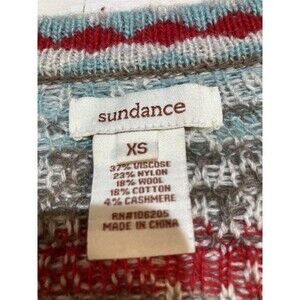 sundance
XS
37% VISCOSE
23% NYLON
18% WOOL
18% COTTON
4% CASHMERE
RN#106205
MADE IN CHINA